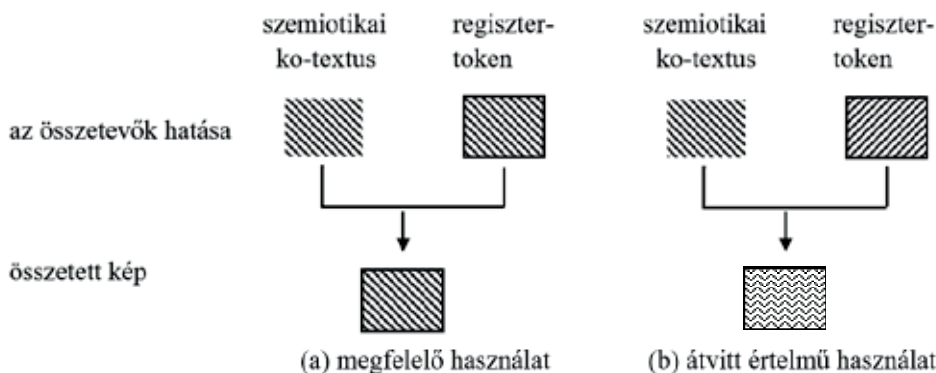 szemiotikai regiszter- szemiotikai regiszter-
ko-textus token ko-textus token
az összetevők hatása
összetett kép
(a) megfelelő használat (b) átvitt értelmű használat